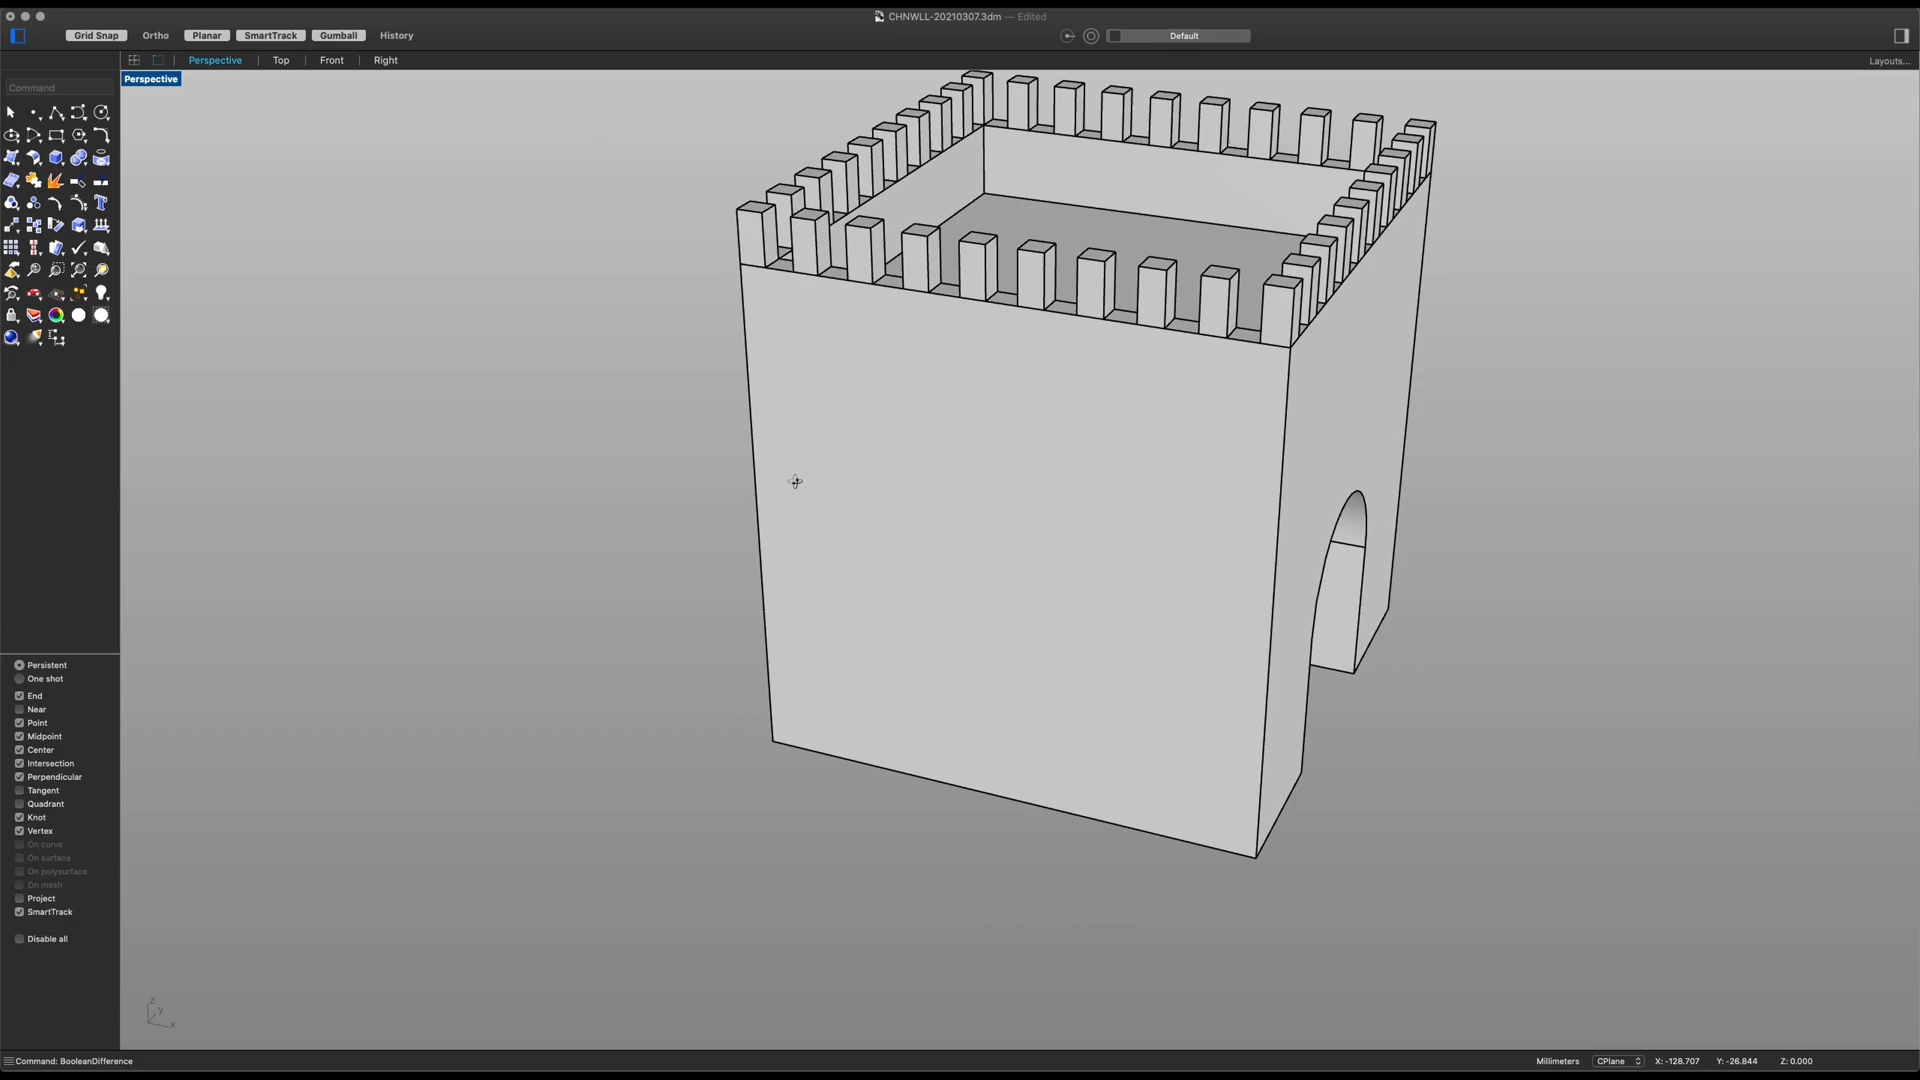 CHNWLL-20210307.3dm — Edited
Grid Snap Ortho Planar SmartTrack Gumball History Default
Perspective Top Front Right Layouts...
Perspective
Command
Persistent
One shot
End
Near
Point
Midpoint
Center
Intersection
Perpendicular
Tangent
Quadrant
Knot
Vertex
On curve
On surface
On polysurface
On mesh
Project
SmartTrack
Disable all
z
y
x
Command: BooleanDifference Millimeters CPlane X: -128.707 Y: -26.844 Z: 0.000